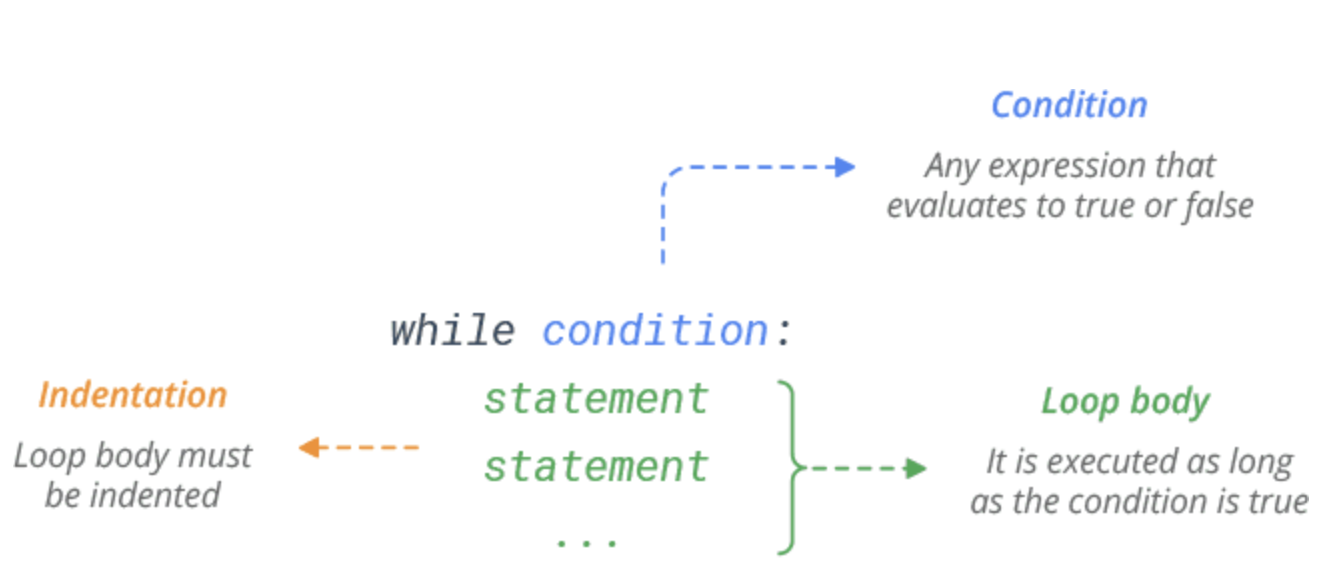 Condition
Any expression that
evaluates to true or false
while condition:
statement
statement
...
Indentation
Loop body must
be indented
Loop body
It is executed as long
as the condition is true